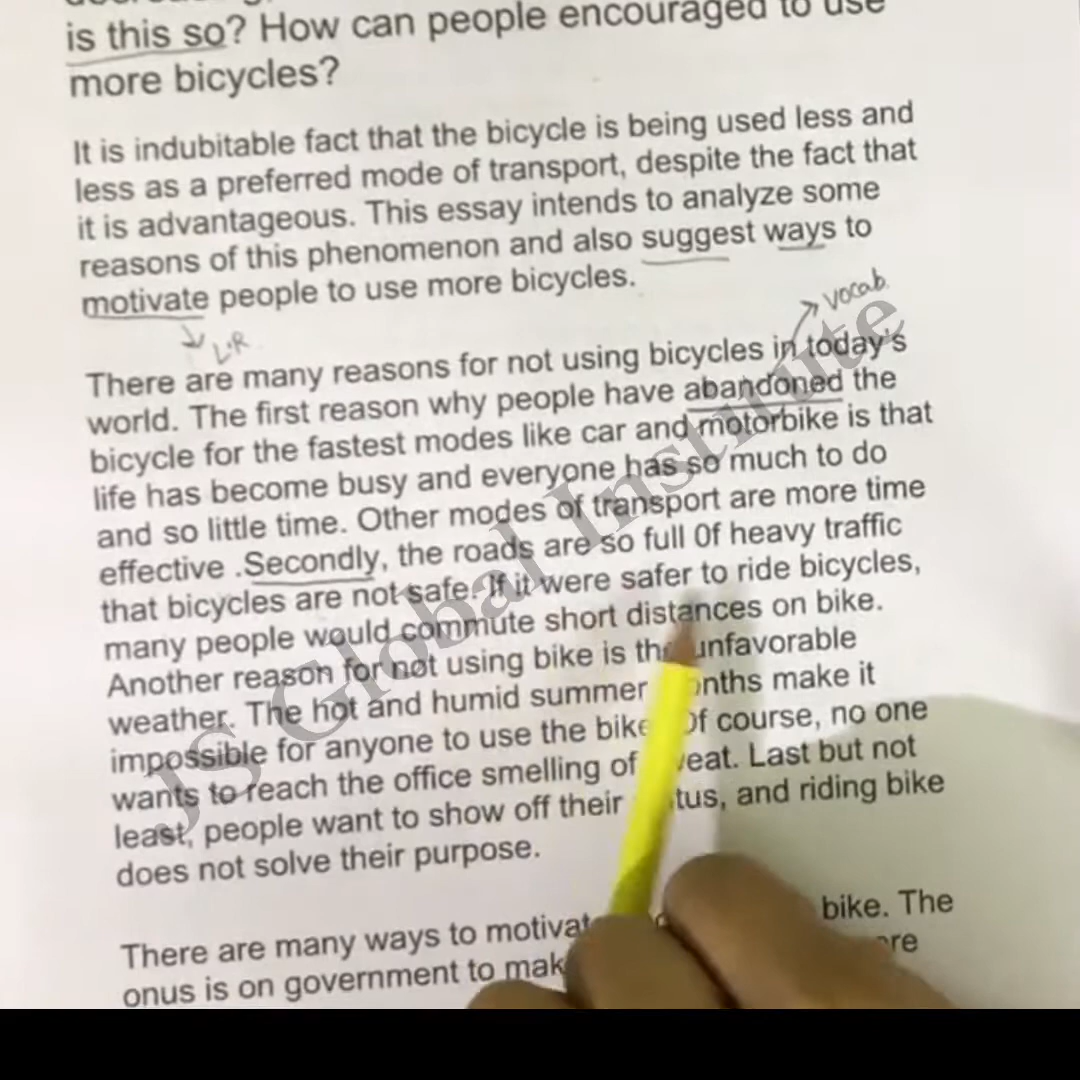 is this so? How can people encouraged to use
more bicycles?
It is indubitable fact that the bicycle is being used less and
less as a preferred mode of transport, despite the fact that
it is advantageous. This essay intends to analyze some
reasons of this phenomenon and also suggest ways to
motivate people to use more bicycles.
L.R
vocab.
There are many reasons for not using bicycles in today's
world. The first reason why people have abandoned the
bicycle for the fastest modes like car and motorbike is that
life has become busy and everyone has so much to do
and so little time. Other modes of transport are more time
effective .Secondly, the roads are so full 0f heavy traffic
that bicycles are not safe. If it were safer to ride bicycles,
many people would commute short distances on bike.
Another reason for not using bike is the unfavorable
weather. The hot and humid summer months make it
impossible for anyone to use the bike. Of course, no one
wants to reach the office smelling of sweat. Last but not
least, people want to show off their status, and riding bike
does not solve their purpose.
There are many ways to bike. The
onus is on government to
JS Global Institute